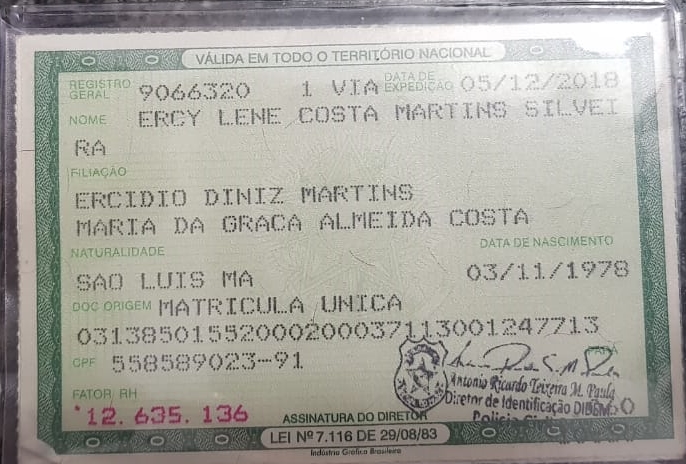 VÁLIDA EM TODO O TERRITÓRIO NACIONAL
REGISTRO GERAL 9066320 1 VIA DATA DE EXPEDIÇÃO 05/12/2018
NOME ERCY LENE COSTA MARTINS SILVEI
RA
FILIAÇÃO
ERCIDIO DINIZ MARTINS
MARIA DA GRACA ALMEIDA COSTA
NATURALIDADE DATA DE NASCIMENTO
SAO LUIS MA 03/11/1978
DOC ORIGEM MATRICULA UNICA
03138501552000200037113001247713
CPF 558589023-91
Antonio Ricardo Teixeira M. Paula
FATOR/RH Diretor de Identificação
12.635.136 ASSINATURA DO DIRETOR
LEI Nº 7.116 DE 29/08/83
Indústria Gráfica Brasileira